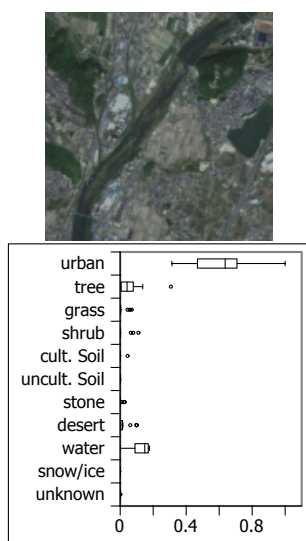 urban
tree
grass
shrub
cult. Soil
uncult. Soil
stone
desert
water
snow/ice
unknown
0 0.4 0.8